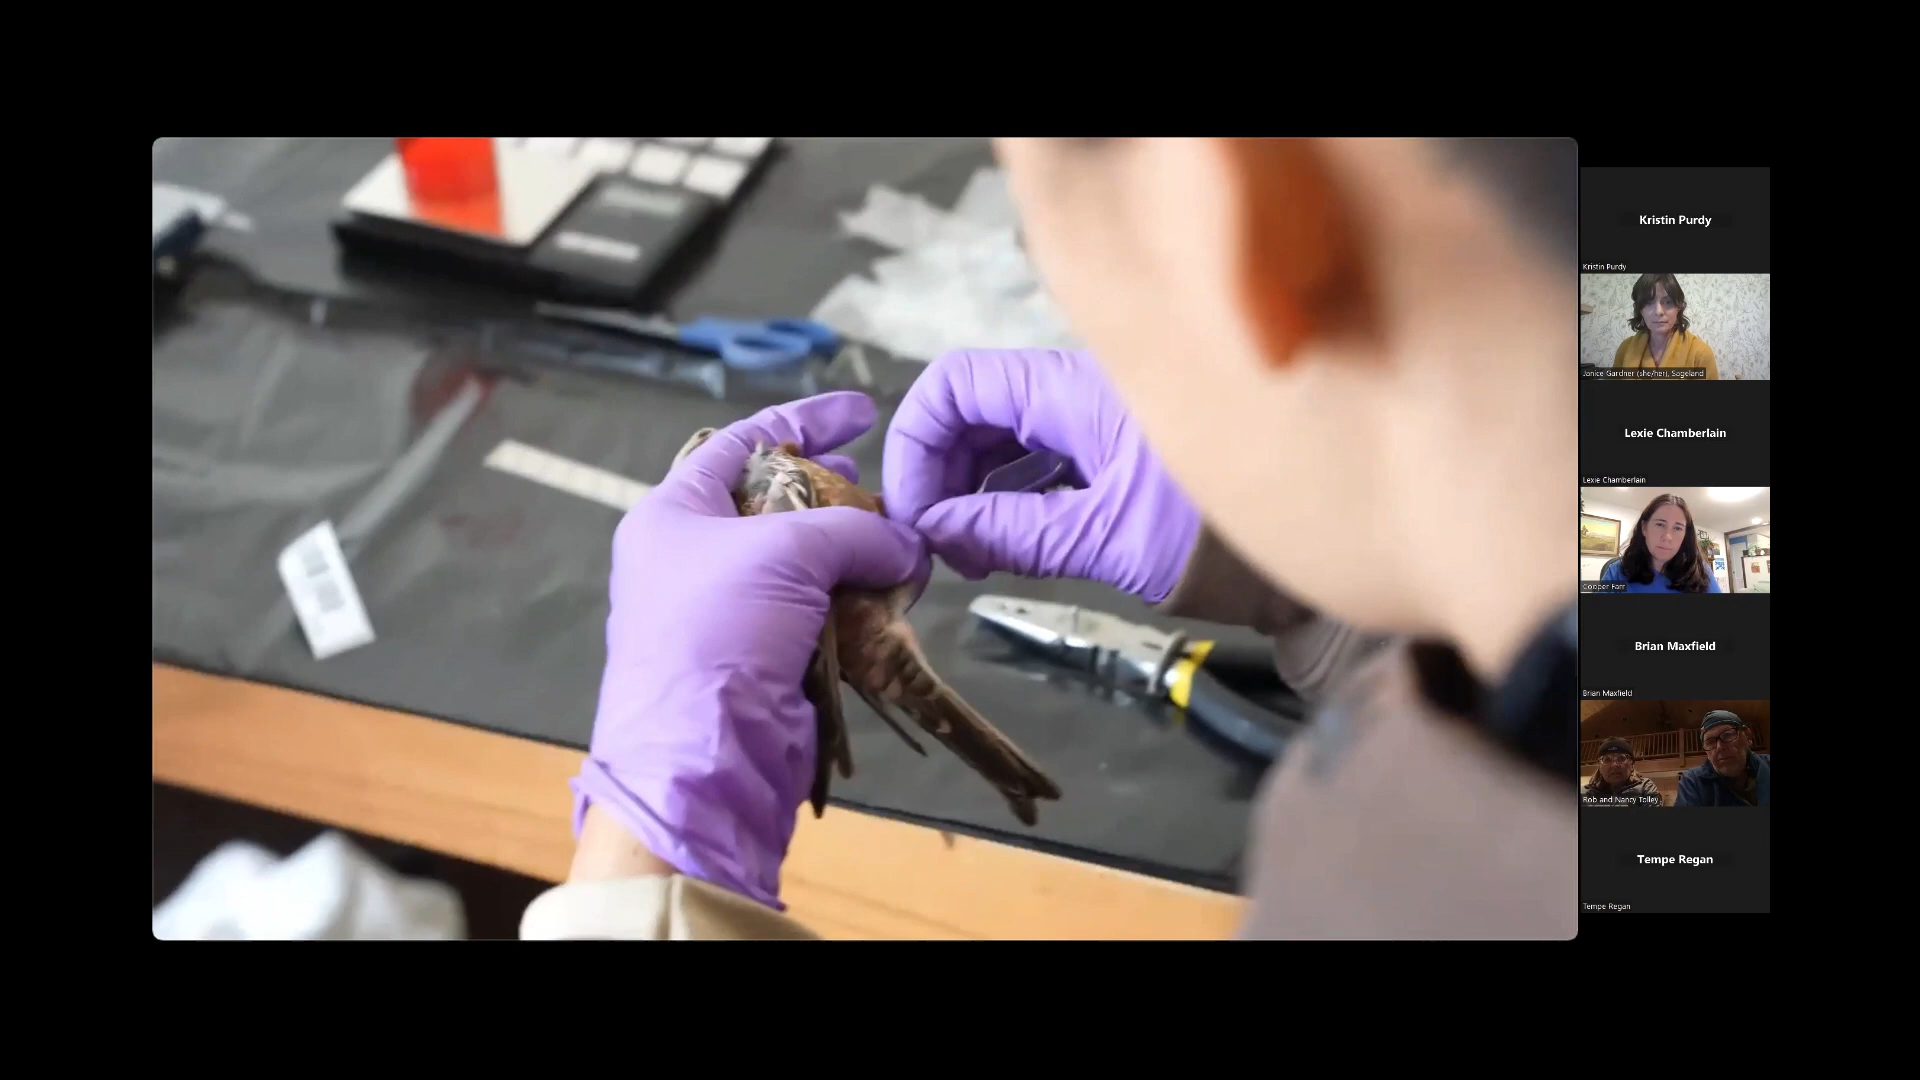 Kristin Purdy
Kristin Purdy
Janice Gardner (she/her), Sageland
Lexie Chamberlain
Lexie Chamberlain
Cooper Farr
Brian Maxfield
Brian Maxfield
Rob and Nancy Tolley
Tempe Regan
Tempe Regan